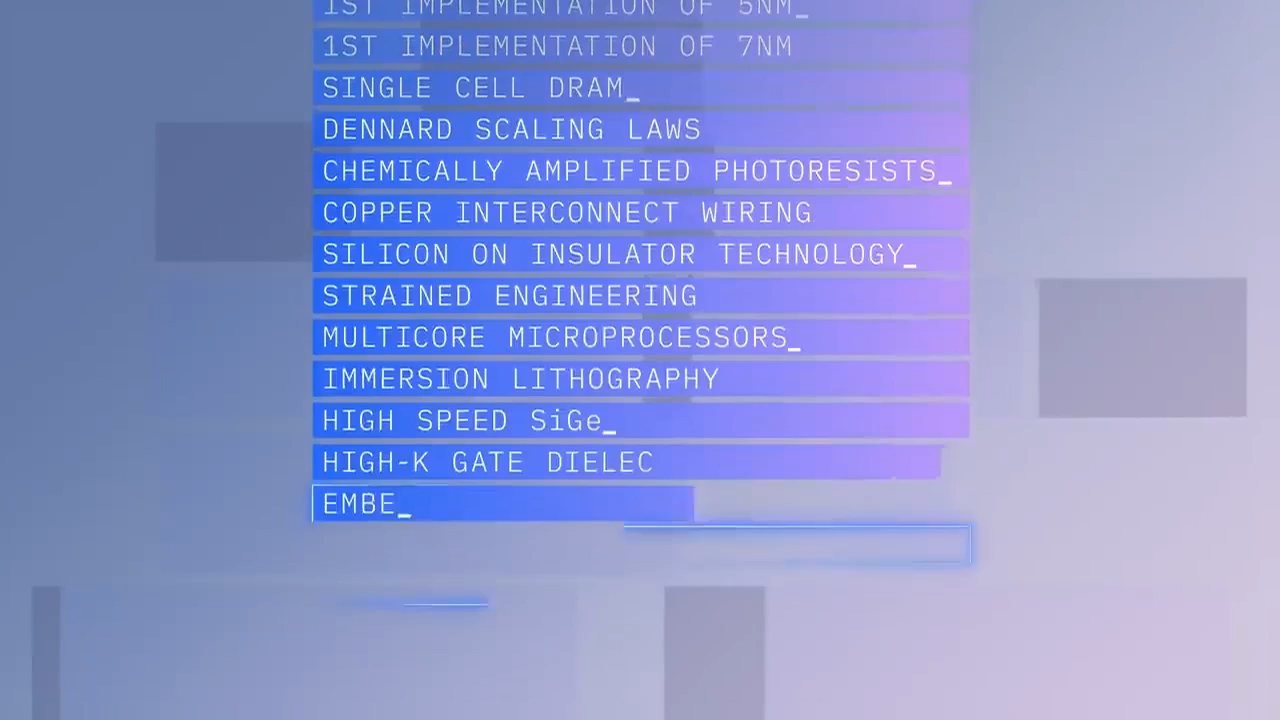 1ST IMPLEMENTATION OF 5NM_
1ST IMPLEMENTATION OF 7NM
SINGLE CELL DRAM_
DENNARD SCALING LAWS
CHEMICALLY AMPLIFIED PHOTORESISTS_
COPPER INTERCONNECT WIRING
SILICON ON INSULATOR TECHNOLOGY_
STRAINED ENGINEERING
MULTICORE MICROPROCESSORS_
IMMERSION LITHOGRAPHY
HIGH SPEED SiGe_
HIGH-K GATE DIELEC
EMBE_